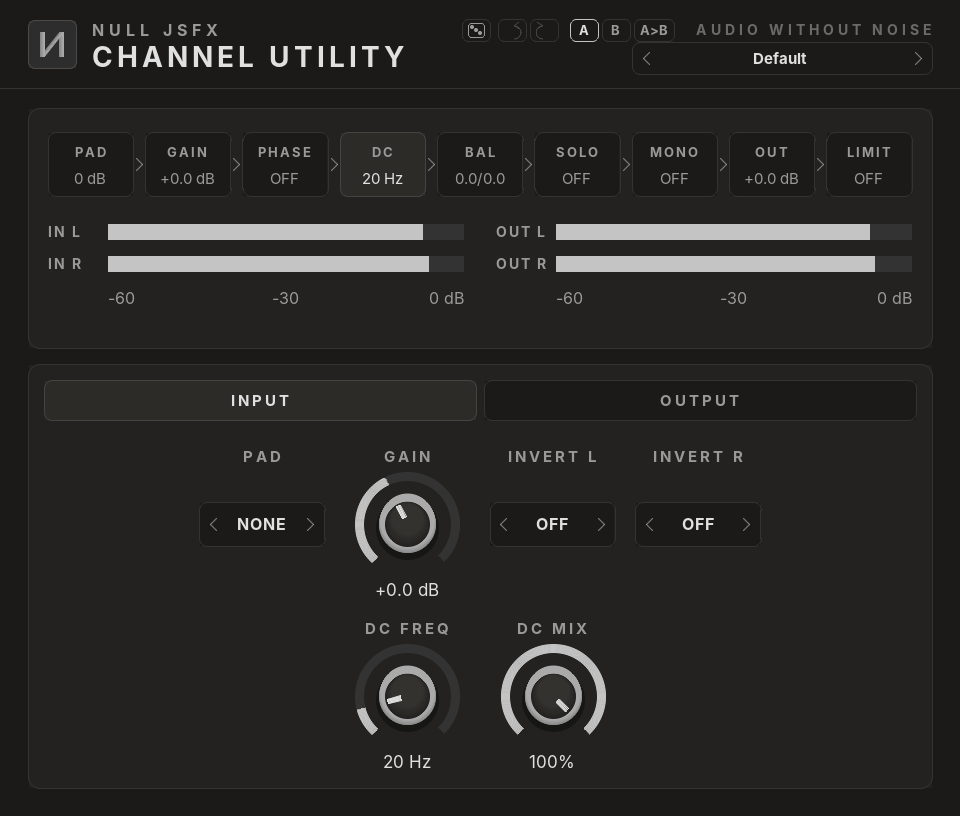 NULL JSFX
CHANNEL UTILITY
A B A>B AUDIO WITHOUT NOISE
Default
PAD GAIN PHASE DC BAL SOLO MONO OUT LIMIT
0 dB +0.0 dB OFF 20 Hz 0.0/0.0 OFF OFF +0.0 dB OFF
IN L OUT L
IN R OUT R
-60 -30 0 dB -60 -30 0 dB
INPUT OUTPUT
PAD GAIN INVERT L INVERT R
NONE OFF OFF
+0.0 dB
DC FREQ DC MIX
20 Hz 100%